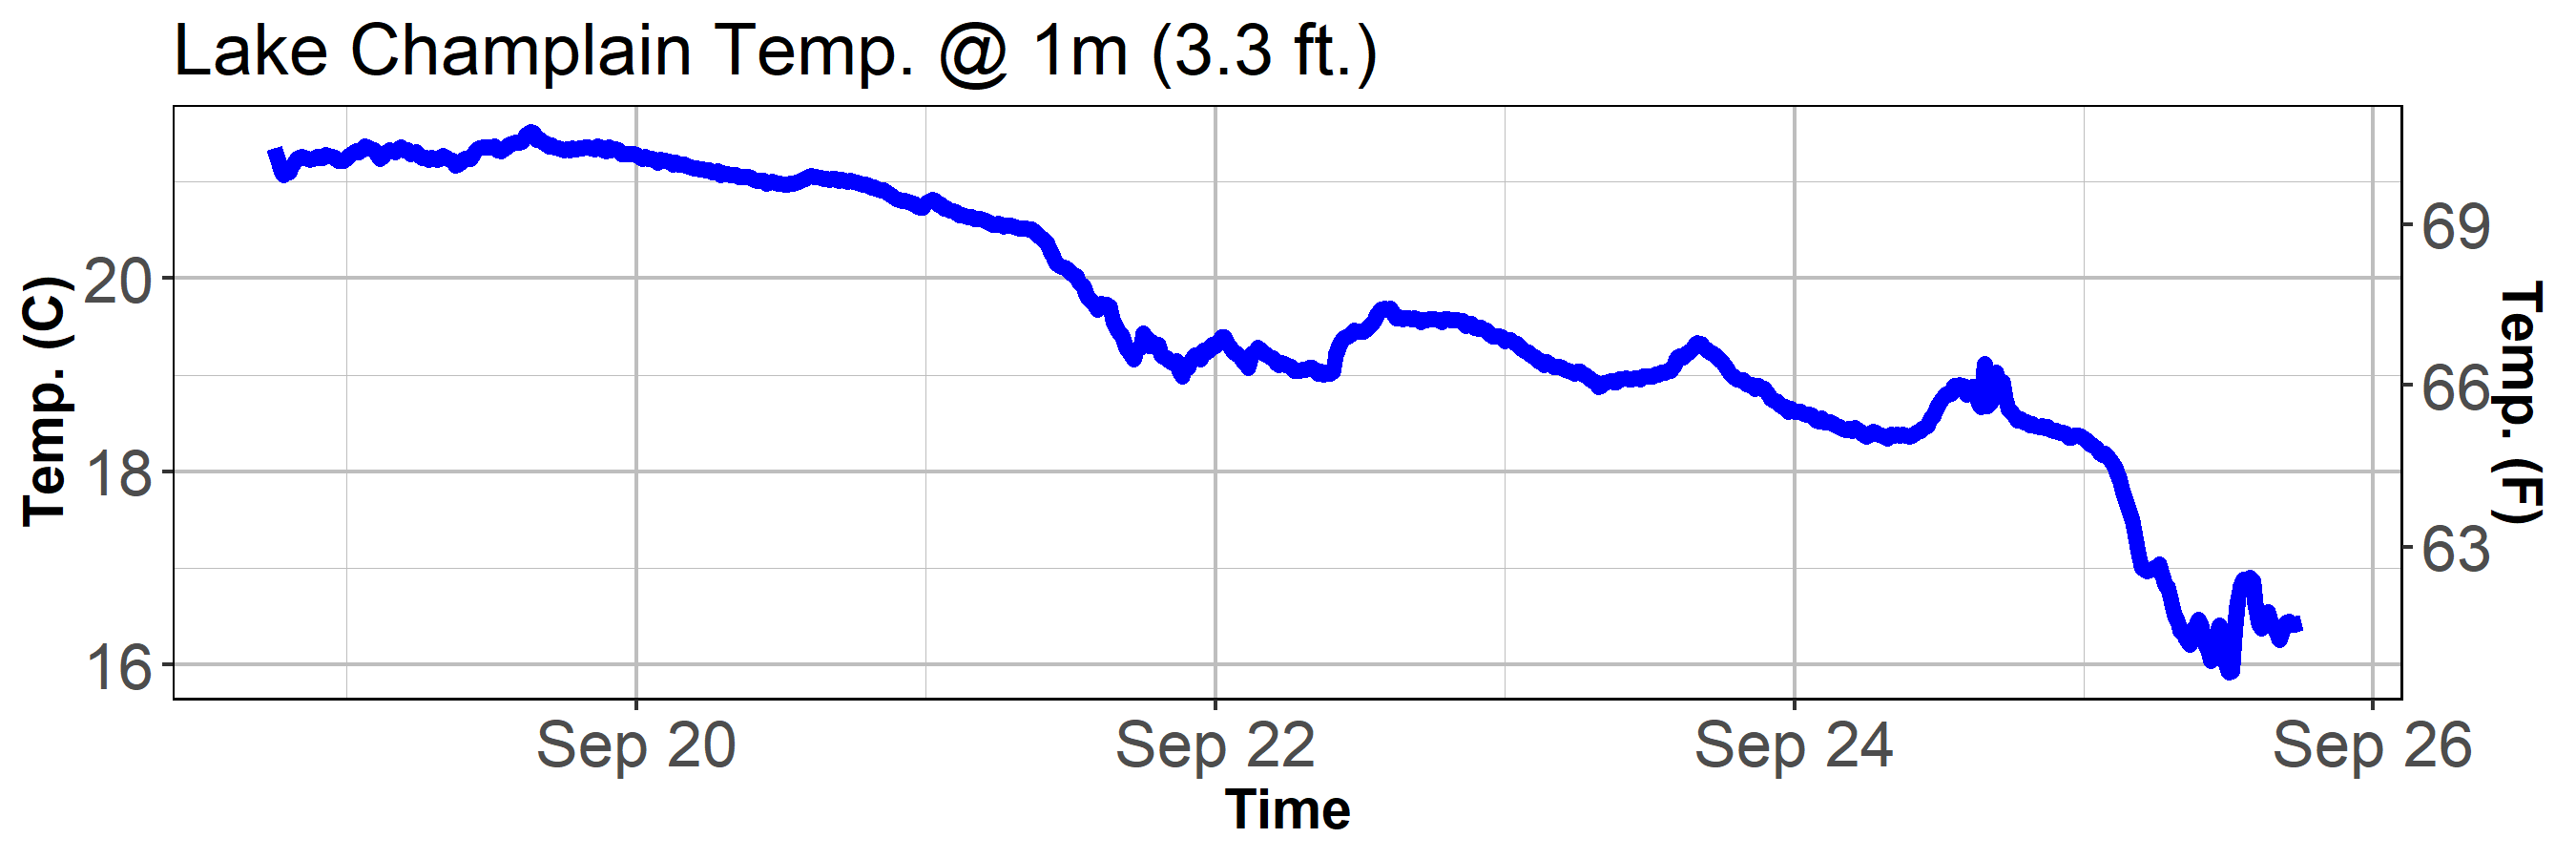 Lake Champlain Temp. @ 1m (3.3 ft.)
Temp. (C)
20
18
16
69
66
63
Temp. (F)
Sep 20 Sep 22 Sep 24 Sep 26
Time